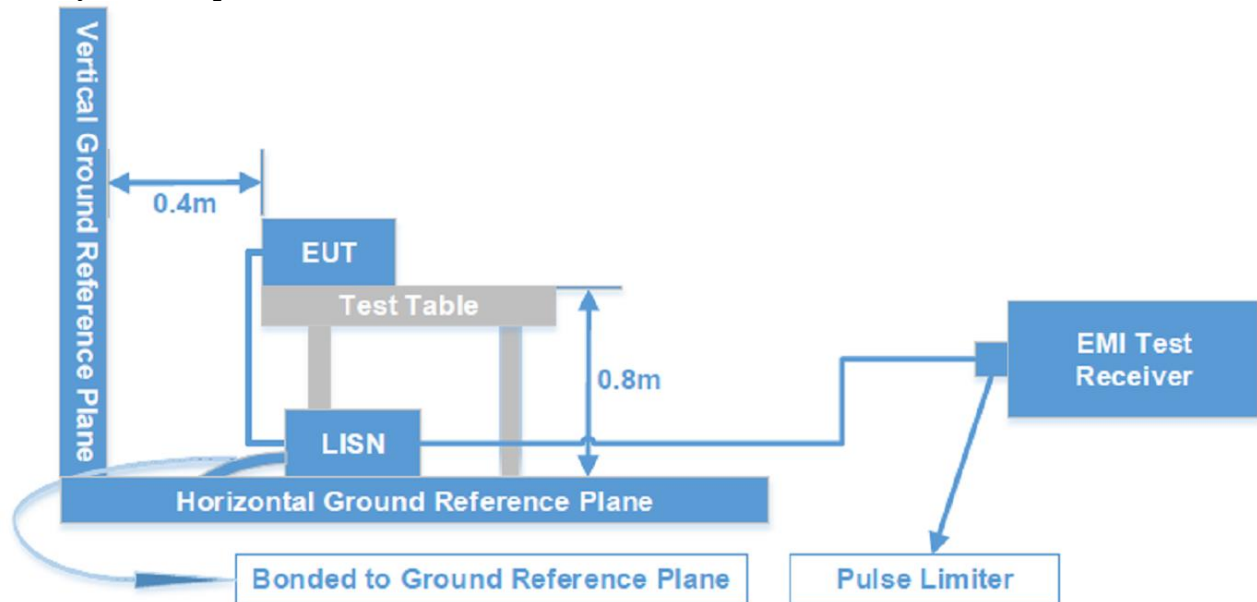 Vertical Ground Reference Plane
0.4m
EUT
Test Table
0.8m
EMI Test
Receiver
LISN
Horizontal Ground Reference Plane
Bonded to Ground Reference Plane
Pulse Limiter